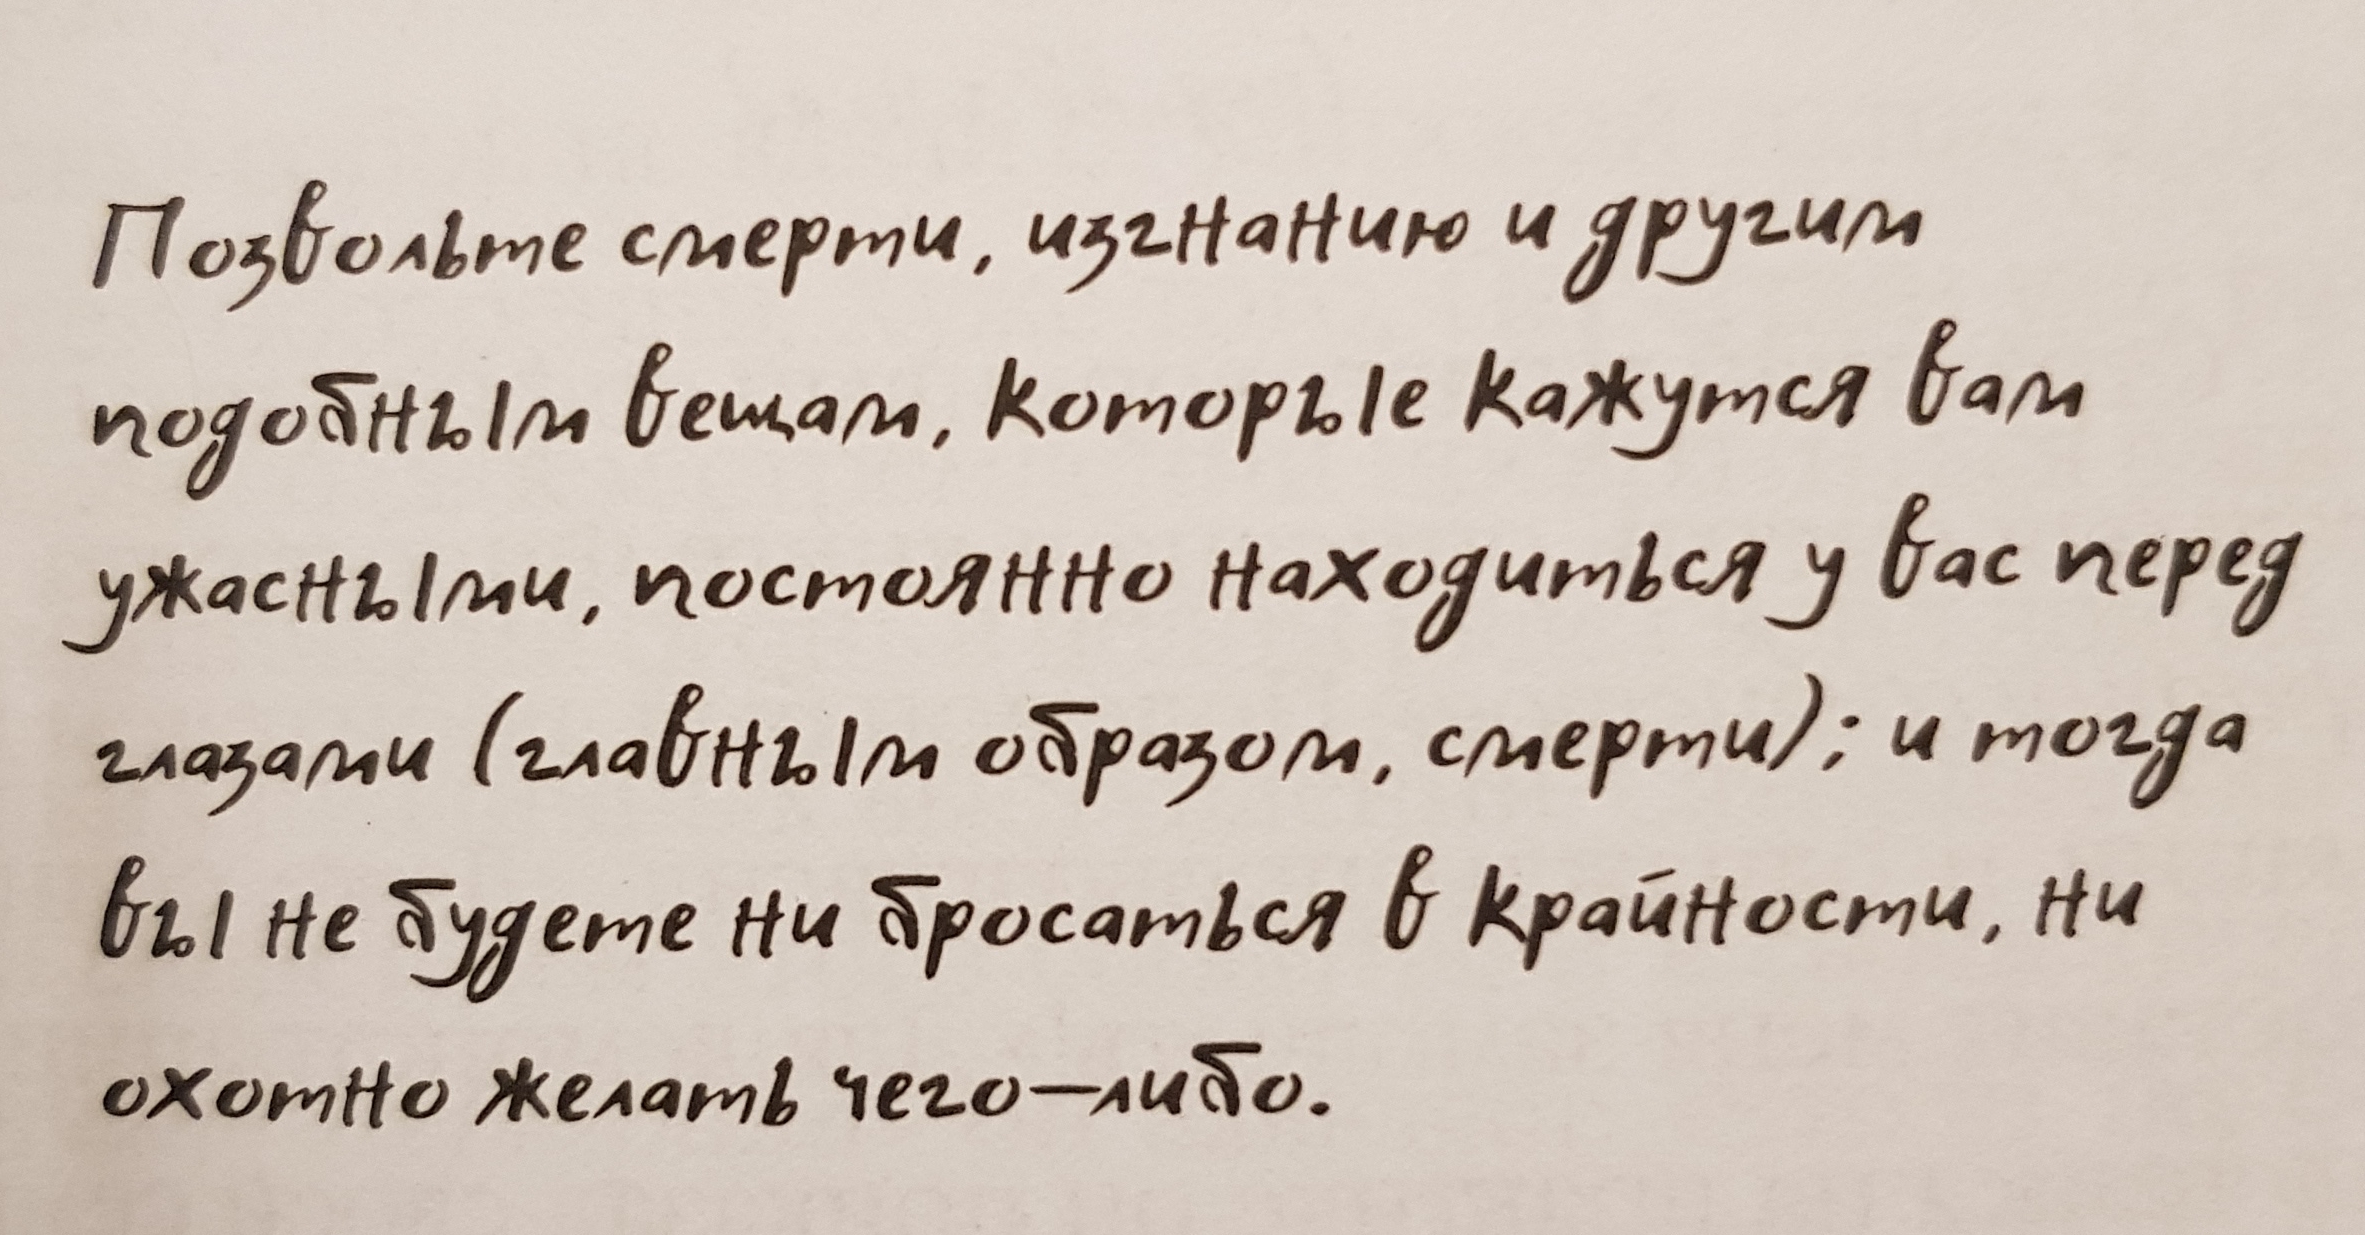 Позвольте смерти, изгнанию и другим
подобным вещам, которые кажутся вам
ужасными, постоянно находиться у вас перед
глазами (главным образом, смерти); и тогда
вы не будете ни бросаться в крайности, ни
охотно желать чего-либо.